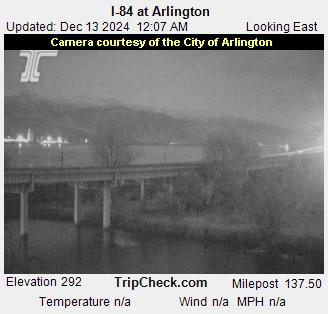 I-84 at Arlington
Updated: Dec 13 2024 12:07 AM Looking East
Camera courtesy of the City of Arlington
Elevation 292 TripCheck.com Milepost 137.50
Temperature n/a Wind n/a MPH n/a